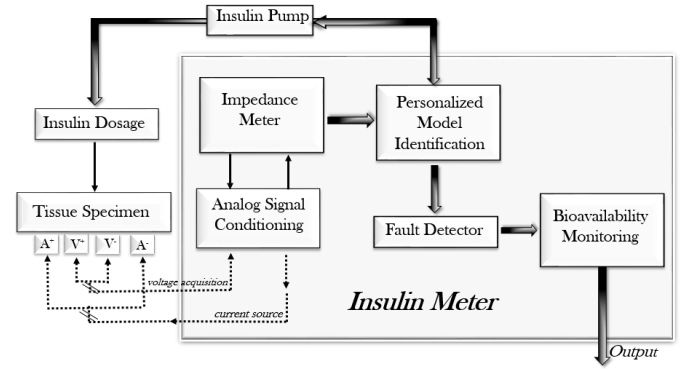 Insulin Pump
Impedance
Meter
Personalized
Model
Identification
Insulin Dosage
Tissue Specimen
A⁺ V⁺ V⁻ A⁻
Analog Signal
Conditioning
Fault Detector
Bioavailability
Monitoring
voltage acquisition
current source
Insulin Meter
Output